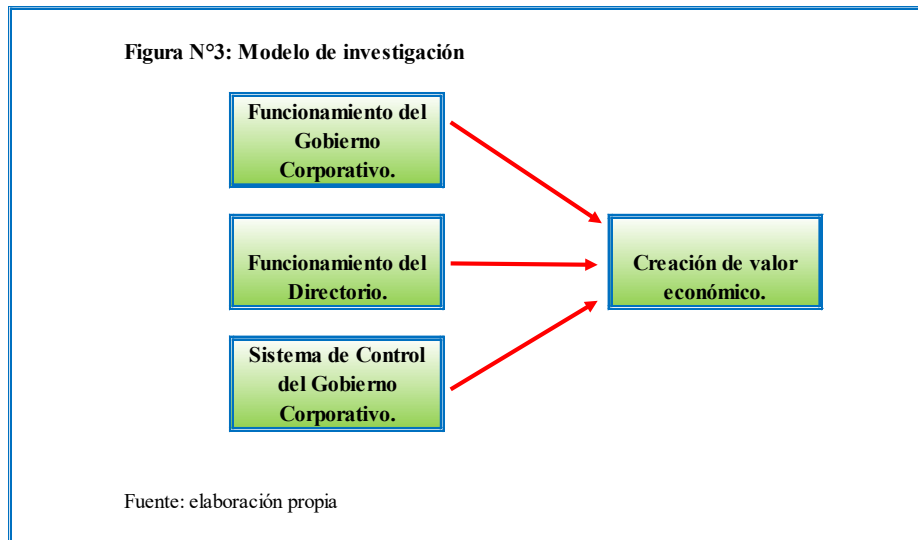 Figura N°3: Modelo de investigación
Funcionamiento del
Gobierno
Corporativo.
Funcionamiento del
Directorio.
Creación de valor
económico.
Sistema de Control
del Gobierno
Corporativo.
Fuente: elaboración propia